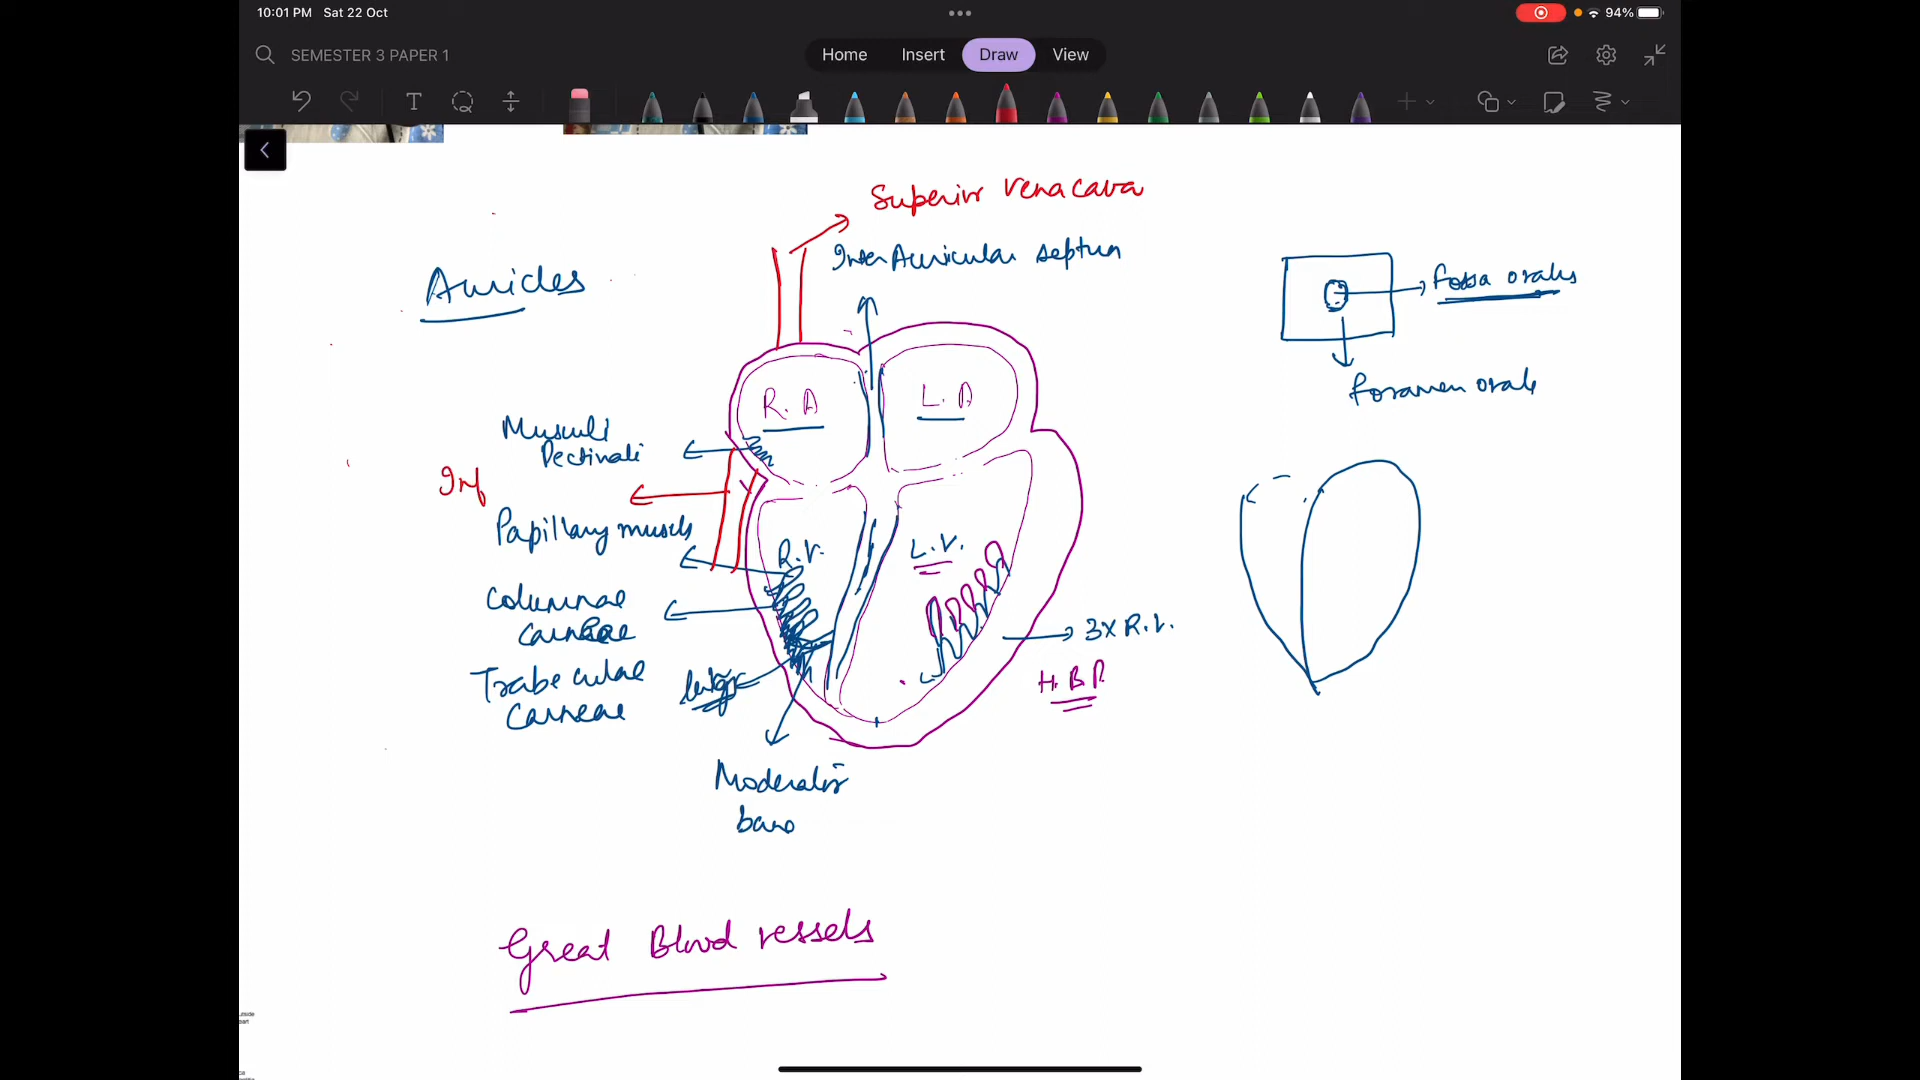 10:01 PM Sat 22 Oct
94%
SEMESTER 3 PAPER 1
Home Insert Draw View
Superior Vena cava
Inter Auricular septum
Auricles
Fossa ovalis
Foramen ovale
R.A
L.A
Musculi
Pectinati
Inf
Papillary muscles
R.V.
L.V.
Columnae
Carneae
3x R.V.
Trabeculae
Carneae
H.B.P.
Moderator
band
Great Blood vessels